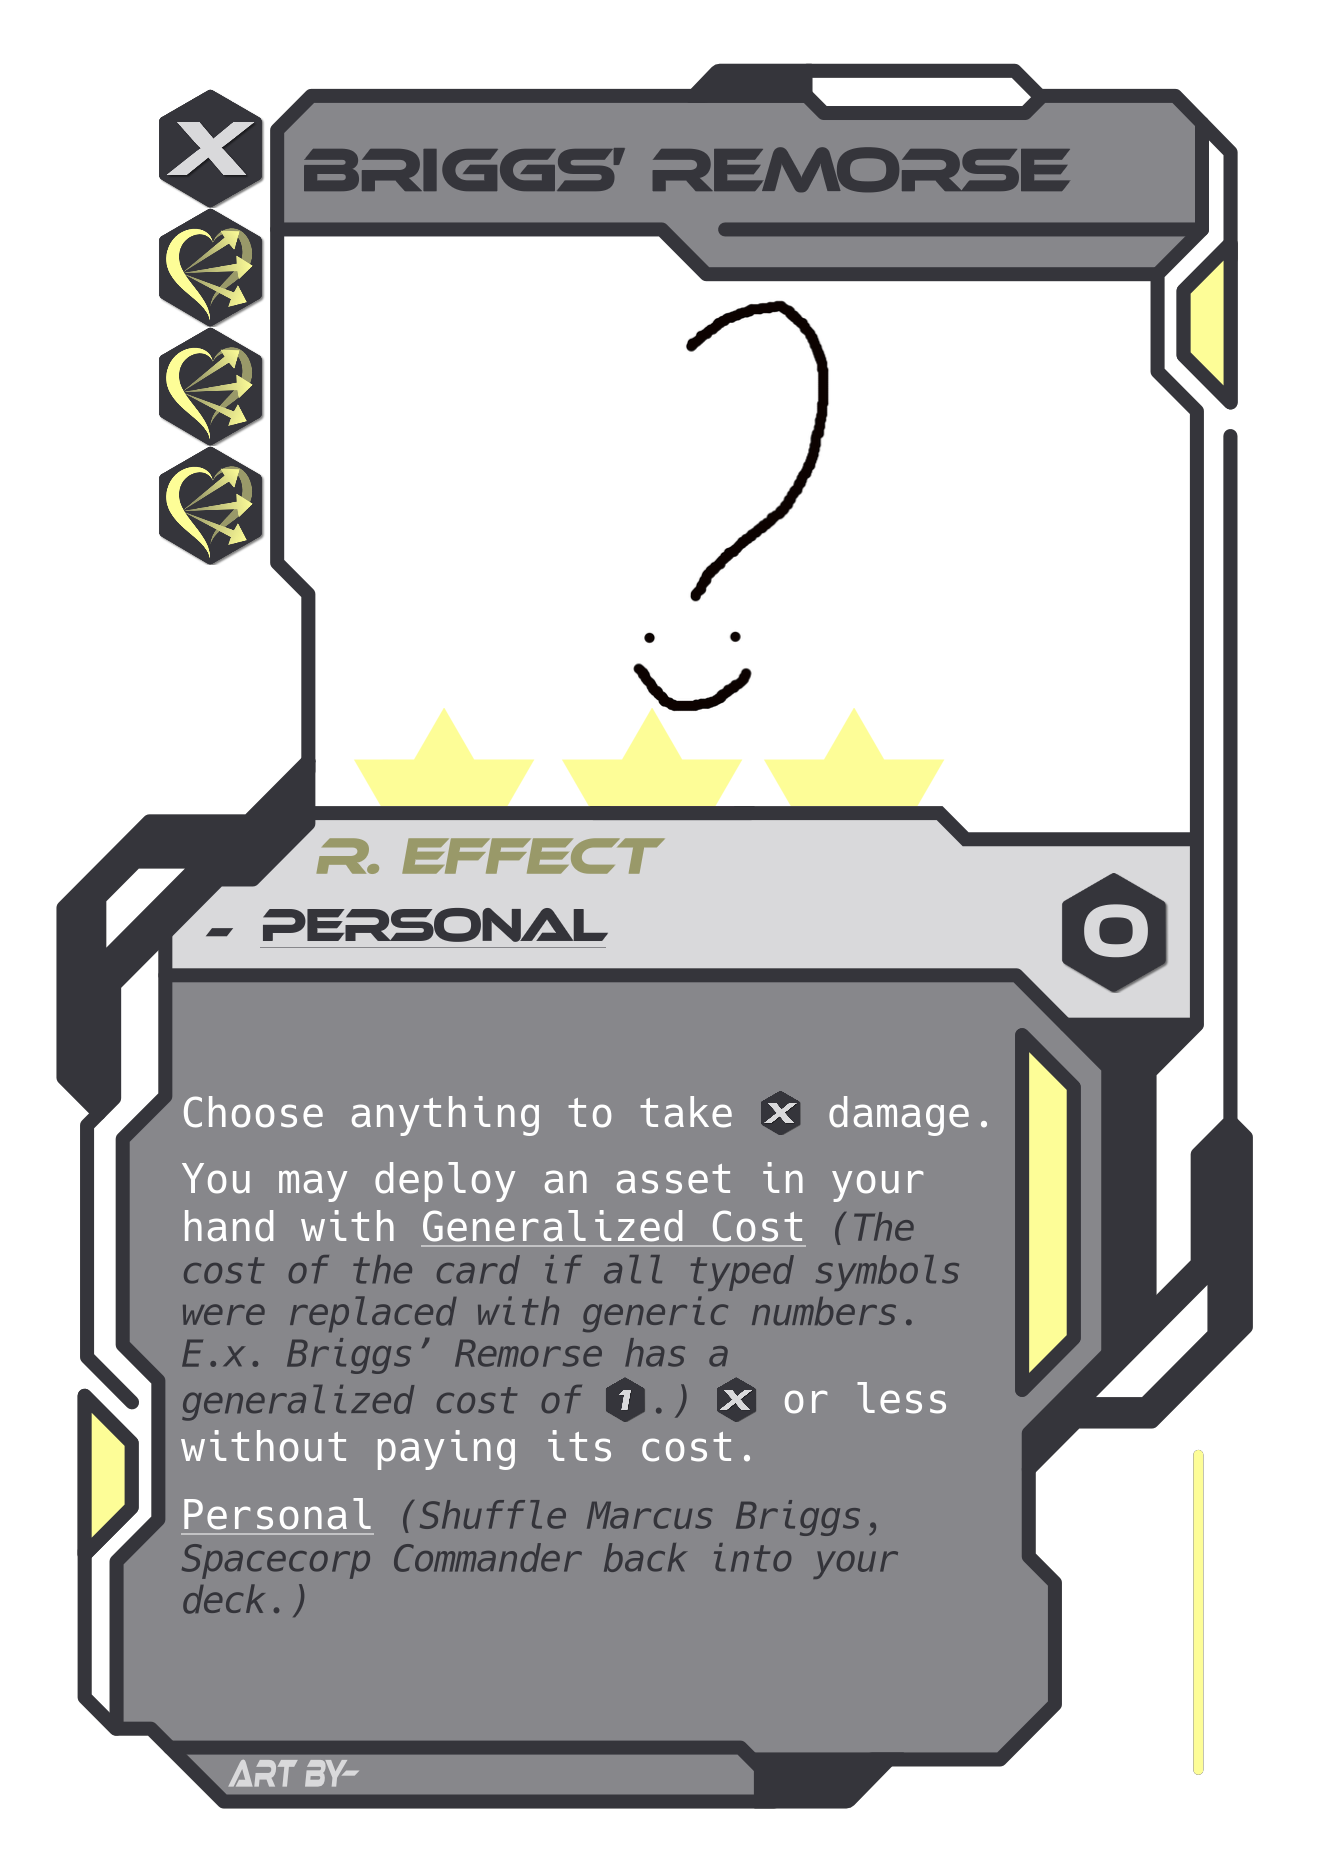 X
BRIGGS' REMORSE
R. EFFECT
- PERSONAL
0
Choose anything to take X damage.
You may deploy an asset in your
hand with Generalized Cost (The
cost of the card if all typed symbols
were replaced with generic numbers.
E.x. Briggs’ Remorse has a
generalized cost of 1.) X or less
without paying its cost.
Personal (Shuffle Marcus Briggs,
Spacecorp Commander back into your
deck.)
ART BY-